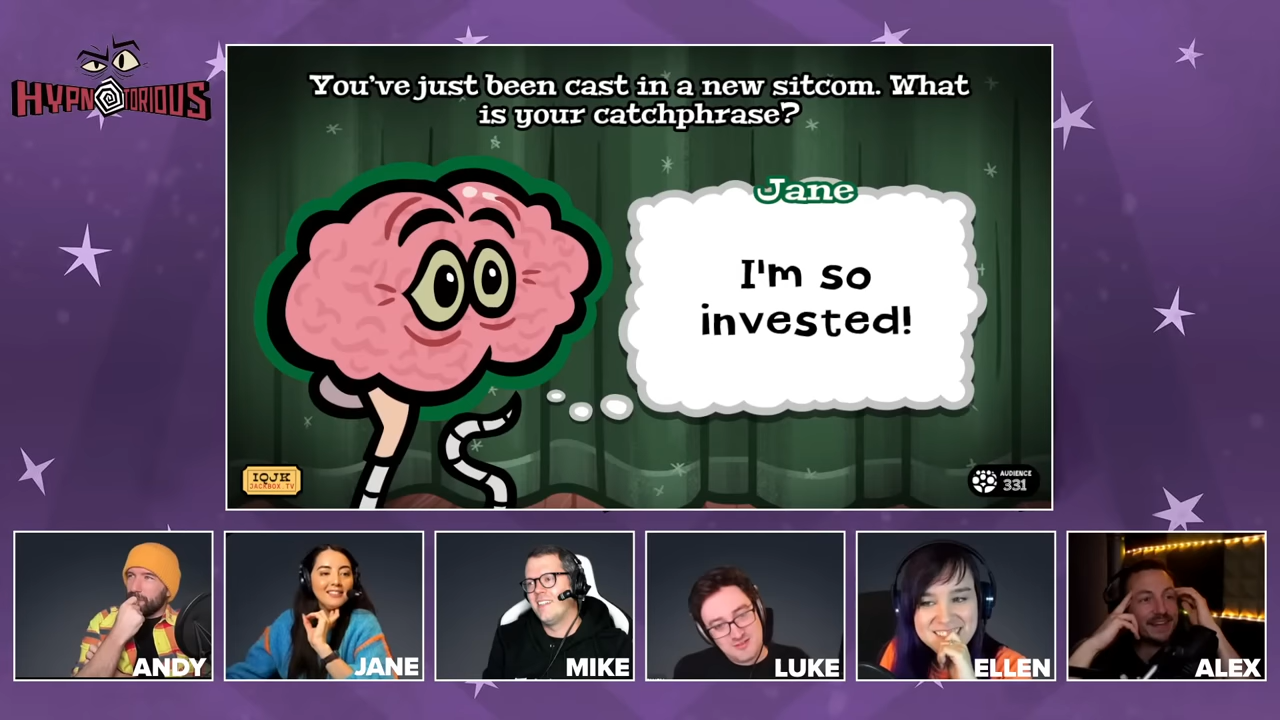 HYPNOTORIOUS
You've just been cast in a new sitcom. What
is your catchphrase?
Jane
I'm so
invested!
IQJK
JACKBOX.TV
AUDIENCE
331
ANDY
JANE
MIKE
LUKE
ELLEN
ALEX